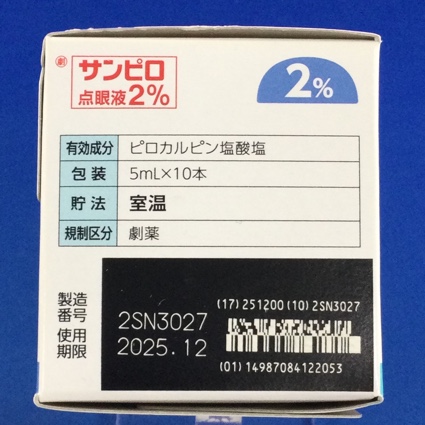 劇
サンピロ
点眼液2%
2%
有効成分 ピロカルピン塩酸塩
包装 5mL×10本
貯法 室温
規制区分 劇薬
製造番号 2SN3027
使用期限 2025.12
(17)251200(10)2SN3027
(01)14987084122053